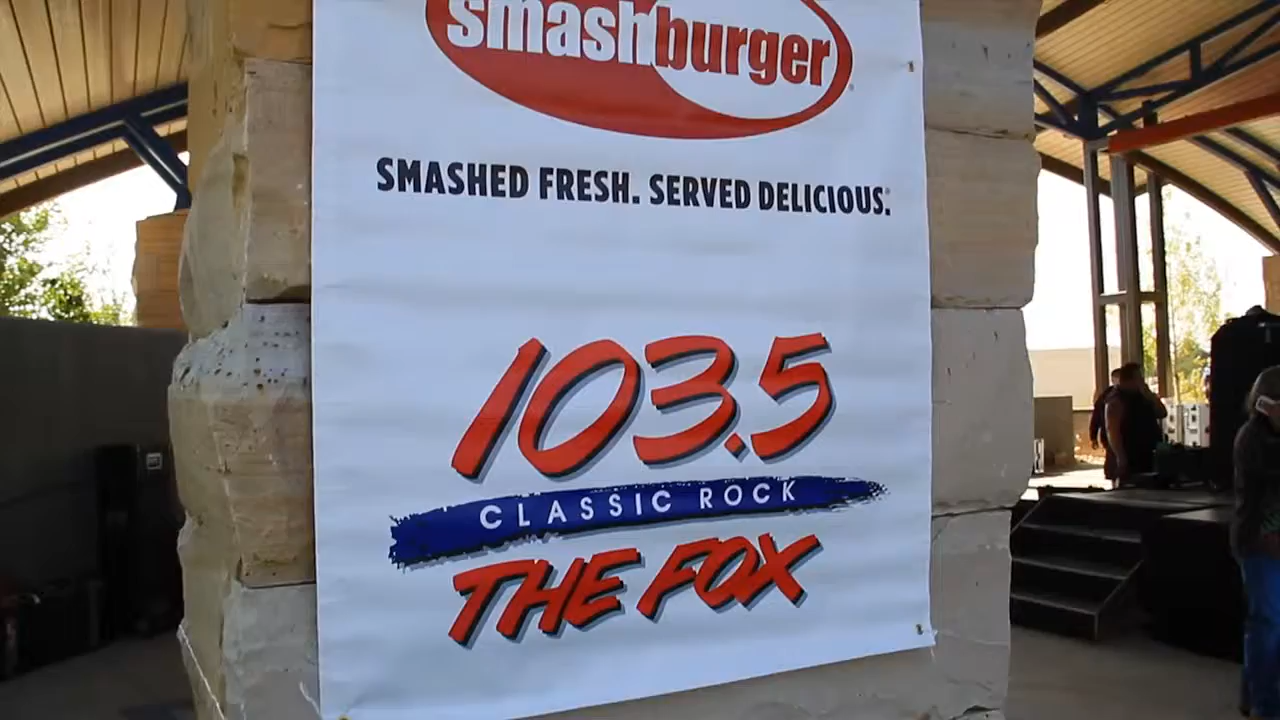 smashburger
SMASHED FRESH. SERVED DELICIOUS.
103.5
CLASSIC ROCK
THE FOX